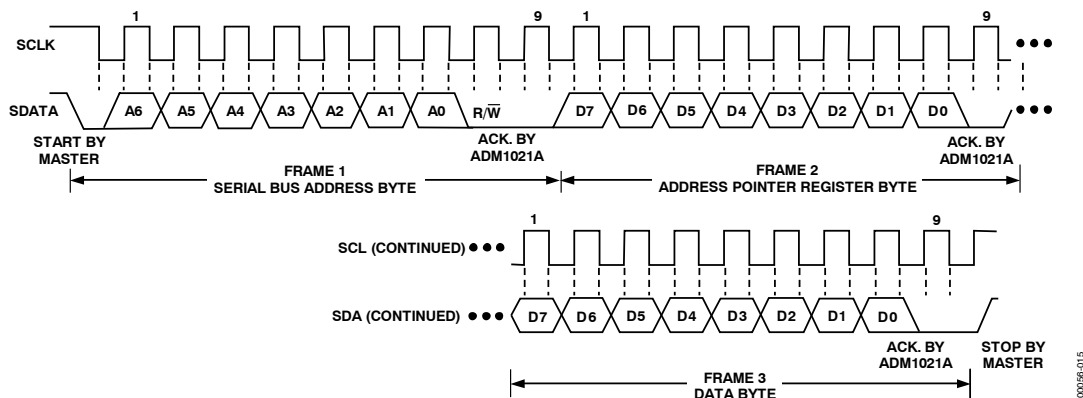 1 9 1 9
SCLK
SDATA A6 A5 A4 A3 A2 A1 A0 R/W̅ D7 D6 D5 D4 D3 D2 D1 D0
START BY
MASTER
ACK. BY
ADM1021A
ACK. BY
ADM1021A
FRAME 1
SERIAL BUS ADDRESS BYTE
FRAME 2
ADDRESS POINTER REGISTER BYTE
1 9
SCL (CONTINUED)
SDA (CONTINUED) D7 D6 D5 D4 D3 D2 D1 D0
ACK. BY
ADM1021A
STOP BY
MASTER
FRAME 3
DATA BYTE
00056-015